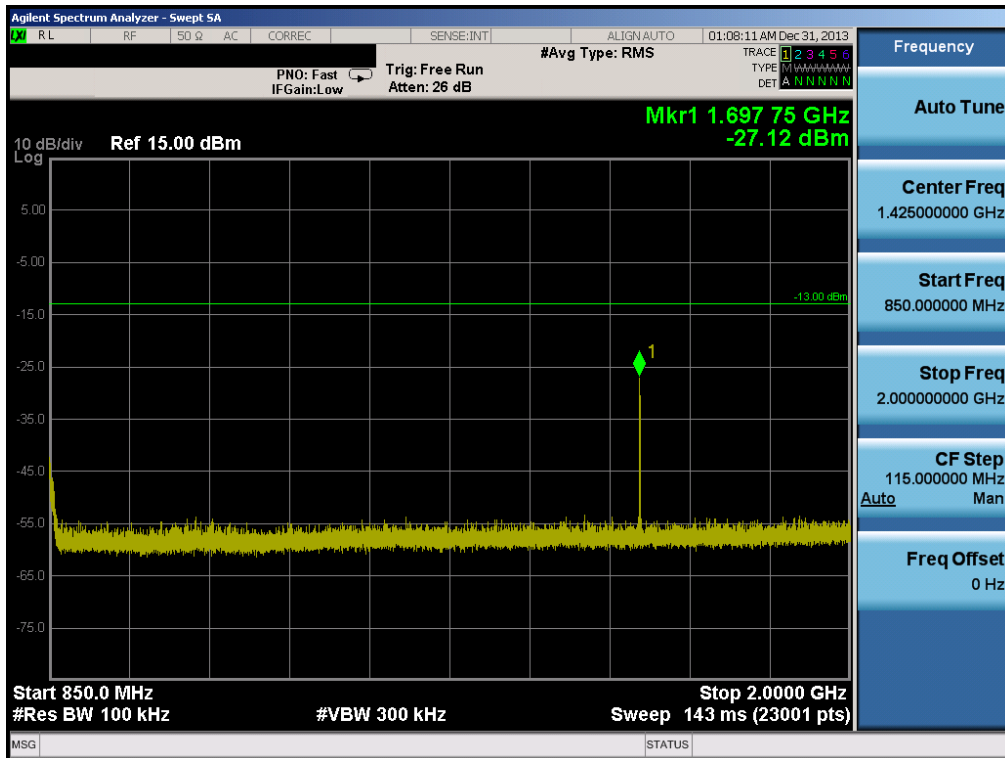 Agilent Spectrum Analyzer - Swept SA
LXI RL RF 50 Ω AC CORREC SENSE:INT ALIGN AUTO 01:08:11 AM Dec 31, 2013
#Avg Type: RMS TRACE 1 2 3 4 5 6
PNO: Fast Trig: Free Run TYPE M W W W W W
IFGain:Low Atten: 26 dB DET A N N N N N
Mkr1 1.697 75 GHz
-27.12 dBm
10 dB/div Ref 15.00 dBm
Log
5.00
-5.00
-13.00 dBm
-15.0
1
-25.0
-35.0
-45.0
-55.0
-65.0
-75.0
Start 850.0 MHz Stop 2.0000 GHz
#Res BW 100 kHz #VBW 300 kHz Sweep 143 ms (23001 pts)
MSG STATUS
Frequency
Auto Tune
Center Freq
1.425000000 GHz
Start Freq
850.000000 MHz
Stop Freq
2.000000000 GHz
CF Step
115.000000 MHz
Auto Man
Freq Offset
0 Hz